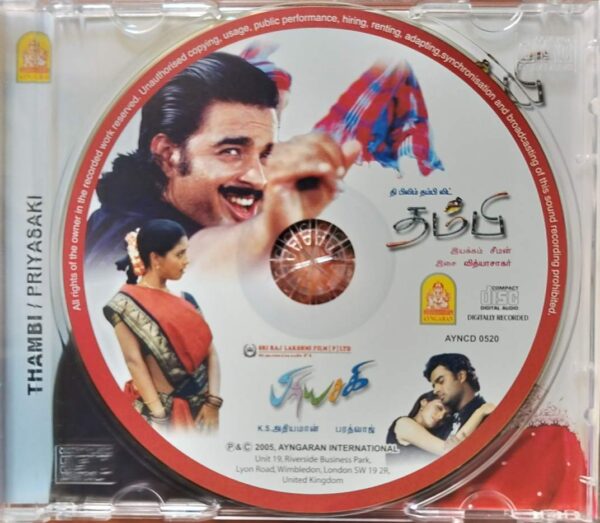 THAMBI / PRIYASAKI
AYNGARAN
All rights of the owner in the recorded work reserved. Unauthorised copying, usage, public performance, hiring, renting, adapting,synchronisation and broadcasting of this sound recording prohibited.
தி பிலிம் தம்பி லிட்
தம்பி
இயக்கம் சீமான்
இசை வித்யாசாகர்
AYNGARAN
COMPACT
disc
DIGITAL AUDIO
DIGITALLY RECORDED
AYNCD 0520
SRI RAJ LAKSHMI FILM (P) LTD
ப்ரியசகி
K.S.அதியமான்
பரத்வாஜ்
P & C 2005, AYNGARAN INTERNATIONAL
Unit 19, Riverside Business Park,
Lyon Road, Wimbledon, London SW 19 2R,
United Kingdom